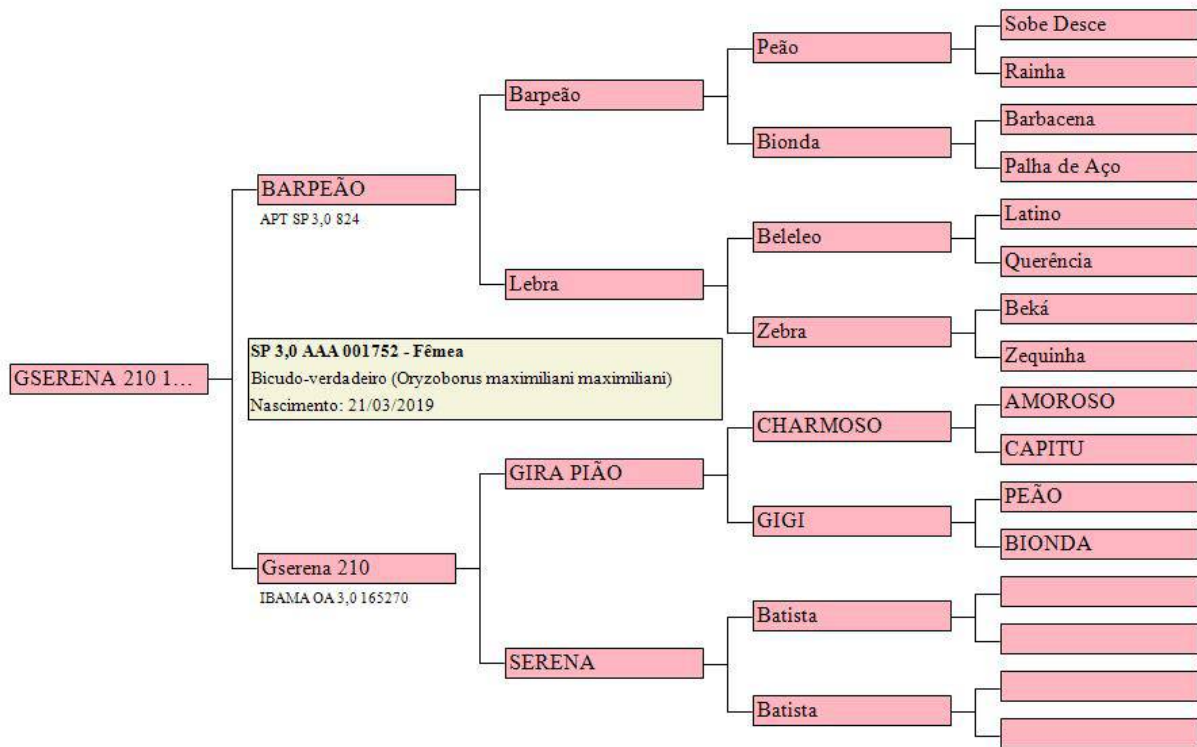 Sobe Desce
Peão
Rainha
Barpeão
Barbacena
Bionda
Palha de Aço
BARPEÃO
APT SP 3,0 824
Latino
Beleleo
Querência
Lebra
Beká
Zebra
Zequinha
SP 3,0 AAA 001752 - Fêmea
Bicudo-verdadeiro (Oryzoborus maximiliani maximiliani)
Nascimento: 21/03/2019
GSERENA 210 1...
AMOROSO
CHARMOSO
CAPITU
GIRA PIÃO
PEÃO
GIGI
BIONDA
Gserena 210
IBAMA OA 3,0 165270
Batista
SERENA
Batista